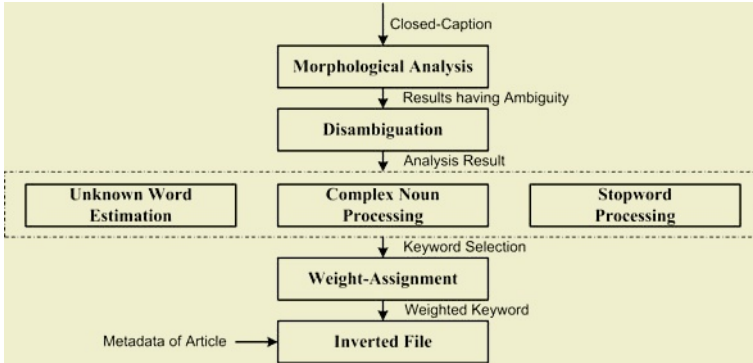 Closed-Caption
Morphological Analysis
Results having Ambiguity
Disambiguation
Analysis Result
Unknown Word
Estimation
Complex Noun
Processing
Stopword
Processing
Keyword Selection
Weight-Assignment
Weighted Keyword
Metadada of Article
Inverted File